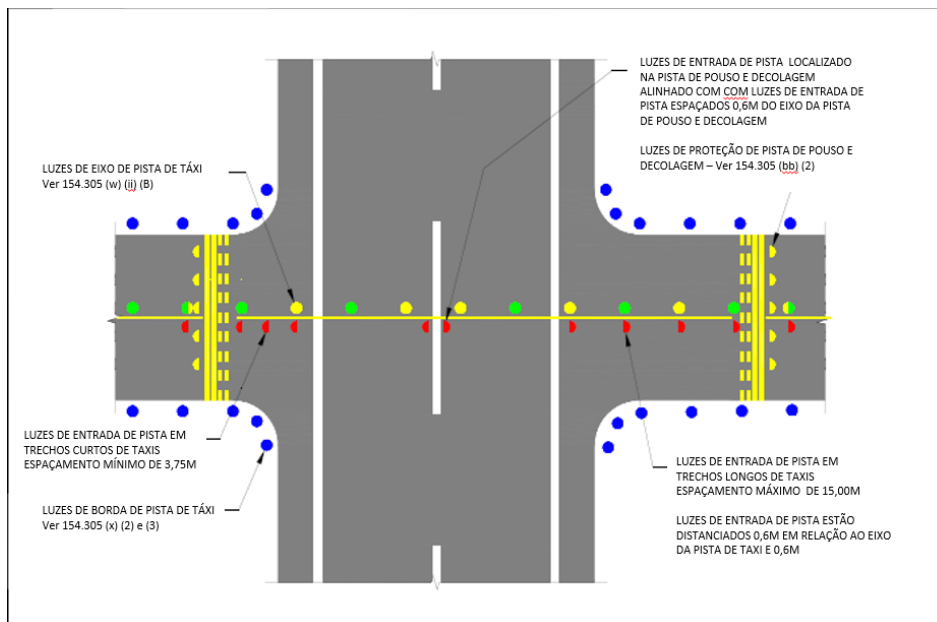 LUZES DE ENTRADA DE PISTA LOCALIZADO
NA PISTA DE POUSO E DECOLAGEM
ALINHADO COM COM LUZES DE ENTRADA DE
PISTA ESPAÇADOS 0,6M DO EIXO DA PISTA
DE POUSO E DECOLAGEM
LUZES DE PROTEÇÃO DE PISTA DE POUSO E
DECOLAGEM – Ver 154.305 (bb) (2)
LUZES DE EIXO DE PISTA DE TÁXI
Ver 154.305 (w) (ii) (B)
LUZES DE ENTRADA DE PISTA EM
TRECHOS CURTOS DE TAXIS
ESPAÇAMENTO MÍNIMO DE 3,75M
LUZES DE BORDA DE PISTA DE TÁXI
Ver 154.305 (x) (2) e (3)
LUZES DE ENTRADA DE PISTA EM
TRECHOS LONGOS DE TAXIS
ESPAÇAMENTO MÁXIMO DE 15,00M
LUZES DE ENTRADA DE PISTA ESTÃO
DISTANCIADOS 0,6M EM RELAÇÃO AO EIXO
DA PISTA DE TAXI E 0,6M